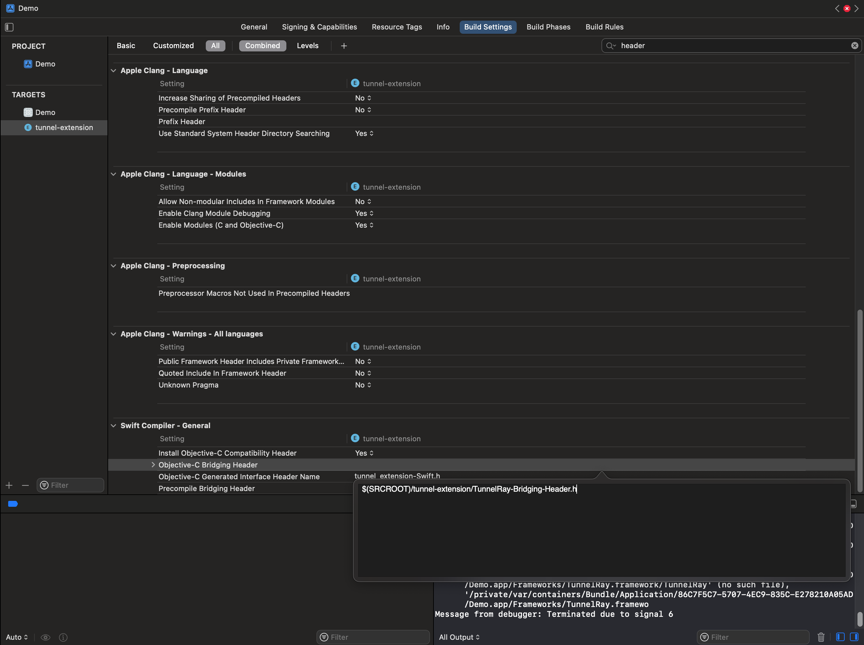 Demo
General Signing & Capabilities Resource Tags Info Build Settings Build Phases Build Rules
PROJECT
Demo
TARGETS
Demo
tunnel-extension
Basic Customized All Combined Levels + header
Apple Clang - Language
Setting tunnel-extension
Increase Sharing of Precompiled Headers No
Precompile Prefix Header No
Prefix Header
Use Standard System Header Directory Searching Yes
Apple Clang - Language - Modules
Setting tunnel-extension
Allow Non-modular Includes In Framework Modules No
Enable Clang Module Debugging Yes
Enable Modules (C and Objective-C) Yes
Apple Clang - Preprocessing
Setting tunnel-extension
Preprocessor Macros Not Used In Precompiled Headers
Apple Clang - Warnings - All languages
Setting tunnel-extension
Public Framework Header Includes Private Framework... No
Quoted Include In Framework Header No
Unknown Pragma No
Swift Compiler - General
Setting tunnel-extension
Install Objective-C Compatibility Header Yes
Objective-C Bridging Header
Objective-C Generated Interface Header Name tunnel_extension-Swift.h
Precompile Bridging Header
+ − Filter
$(SRCROOT)/tunnel-extension/TunnelRay-Bridging-Header.h
/Demo.app/Frameworks/TunnelRay.framework/TunnelRay' (no such file),
'/private/var/containers/Bundle/Application/86C7F5C7-5707-4EC9-835C-E278210A05AD
/Demo.app/Frameworks/TunnelRay.framewo
Message from debugger: Terminated due to signal 6
Auto Filter All Output Filter